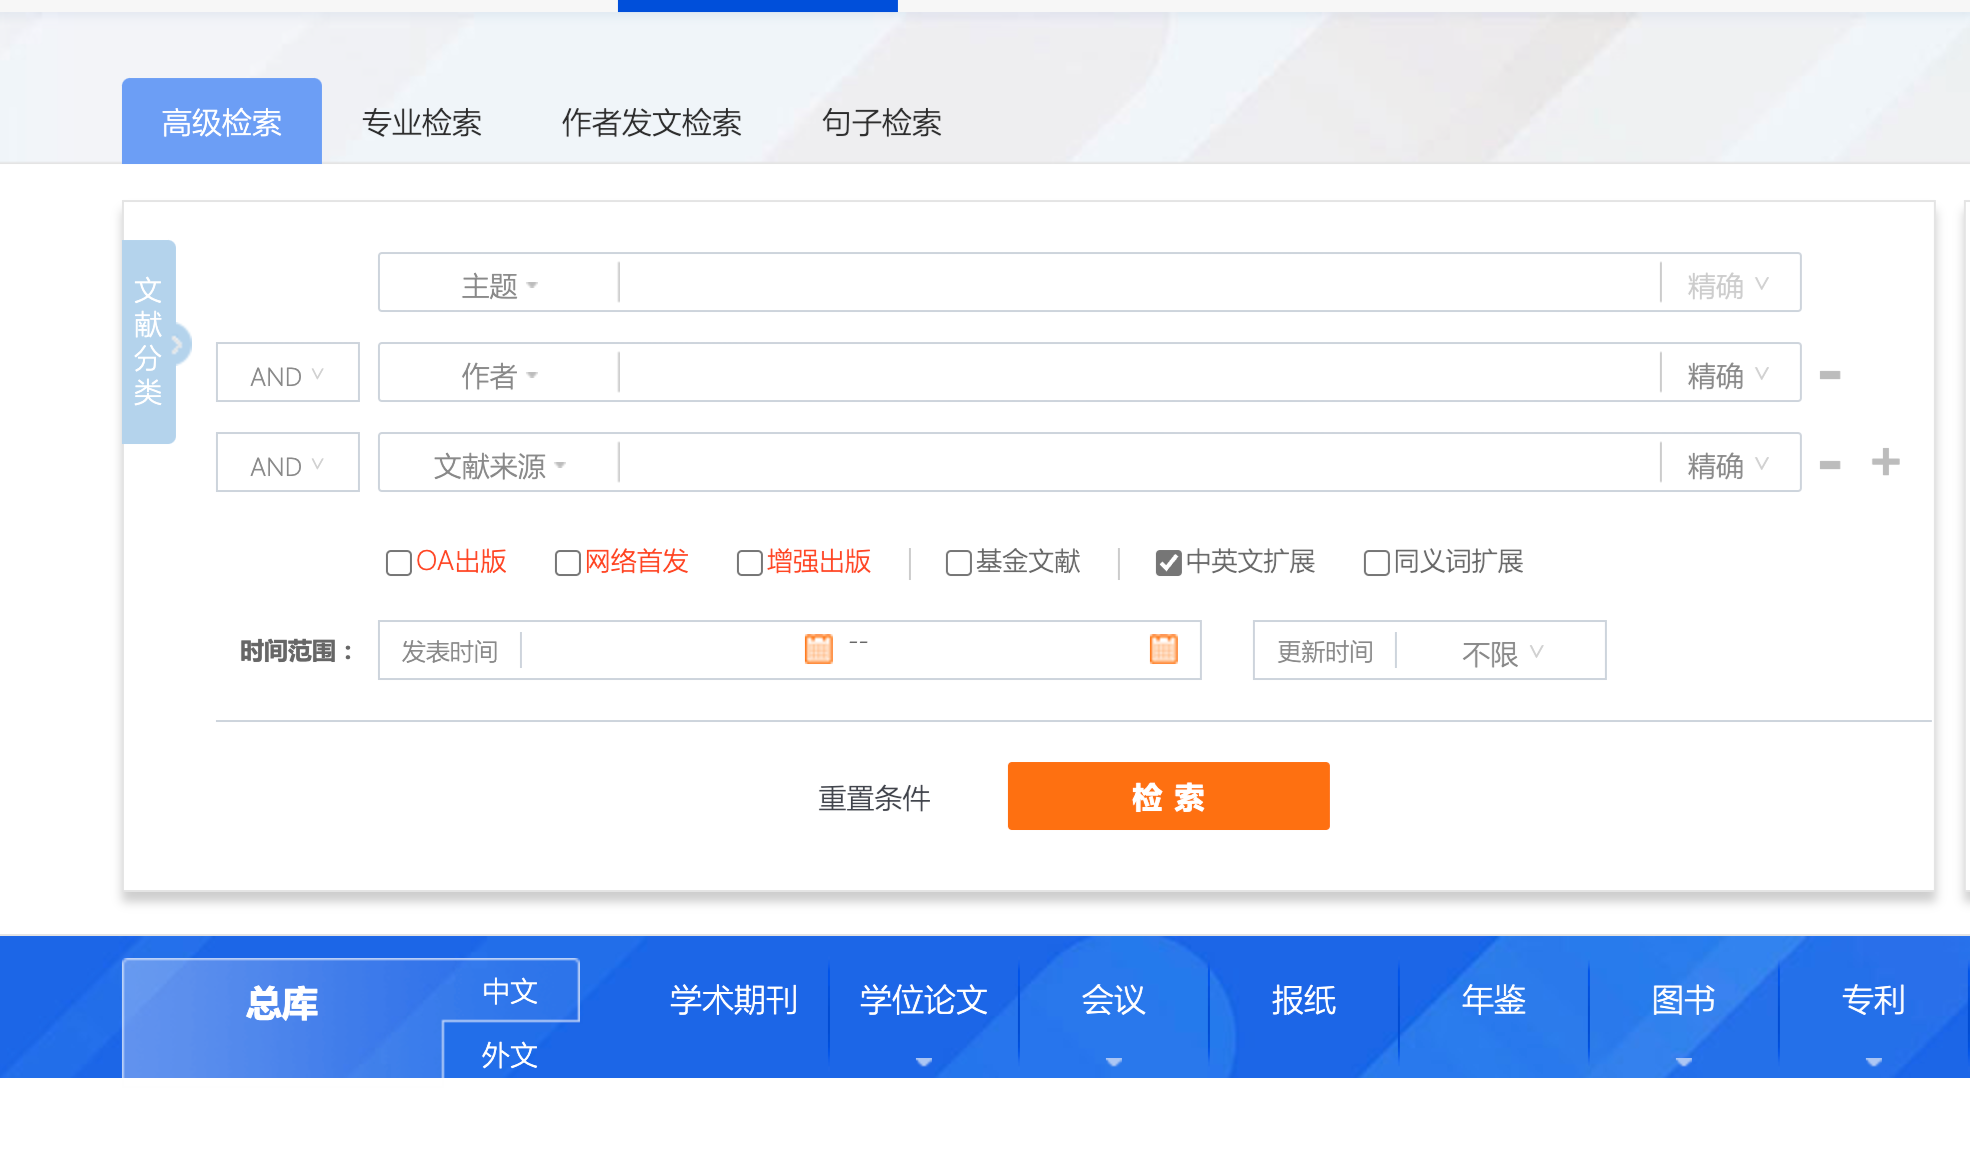 高级检索 专业检索 作者发文检索 句子检索
文献分类
主题 精确
AND 作者 精确
AND 文献来源 精确
OA出版 网络首发 增强出版 基金文献 中英文扩展 同义词扩展
时间范围： 发表时间 -- 更新时间 不限
重置条件 检索
总库 中文 学术期刊 学位论文 会议 报纸 年鉴 图书 专利
外文